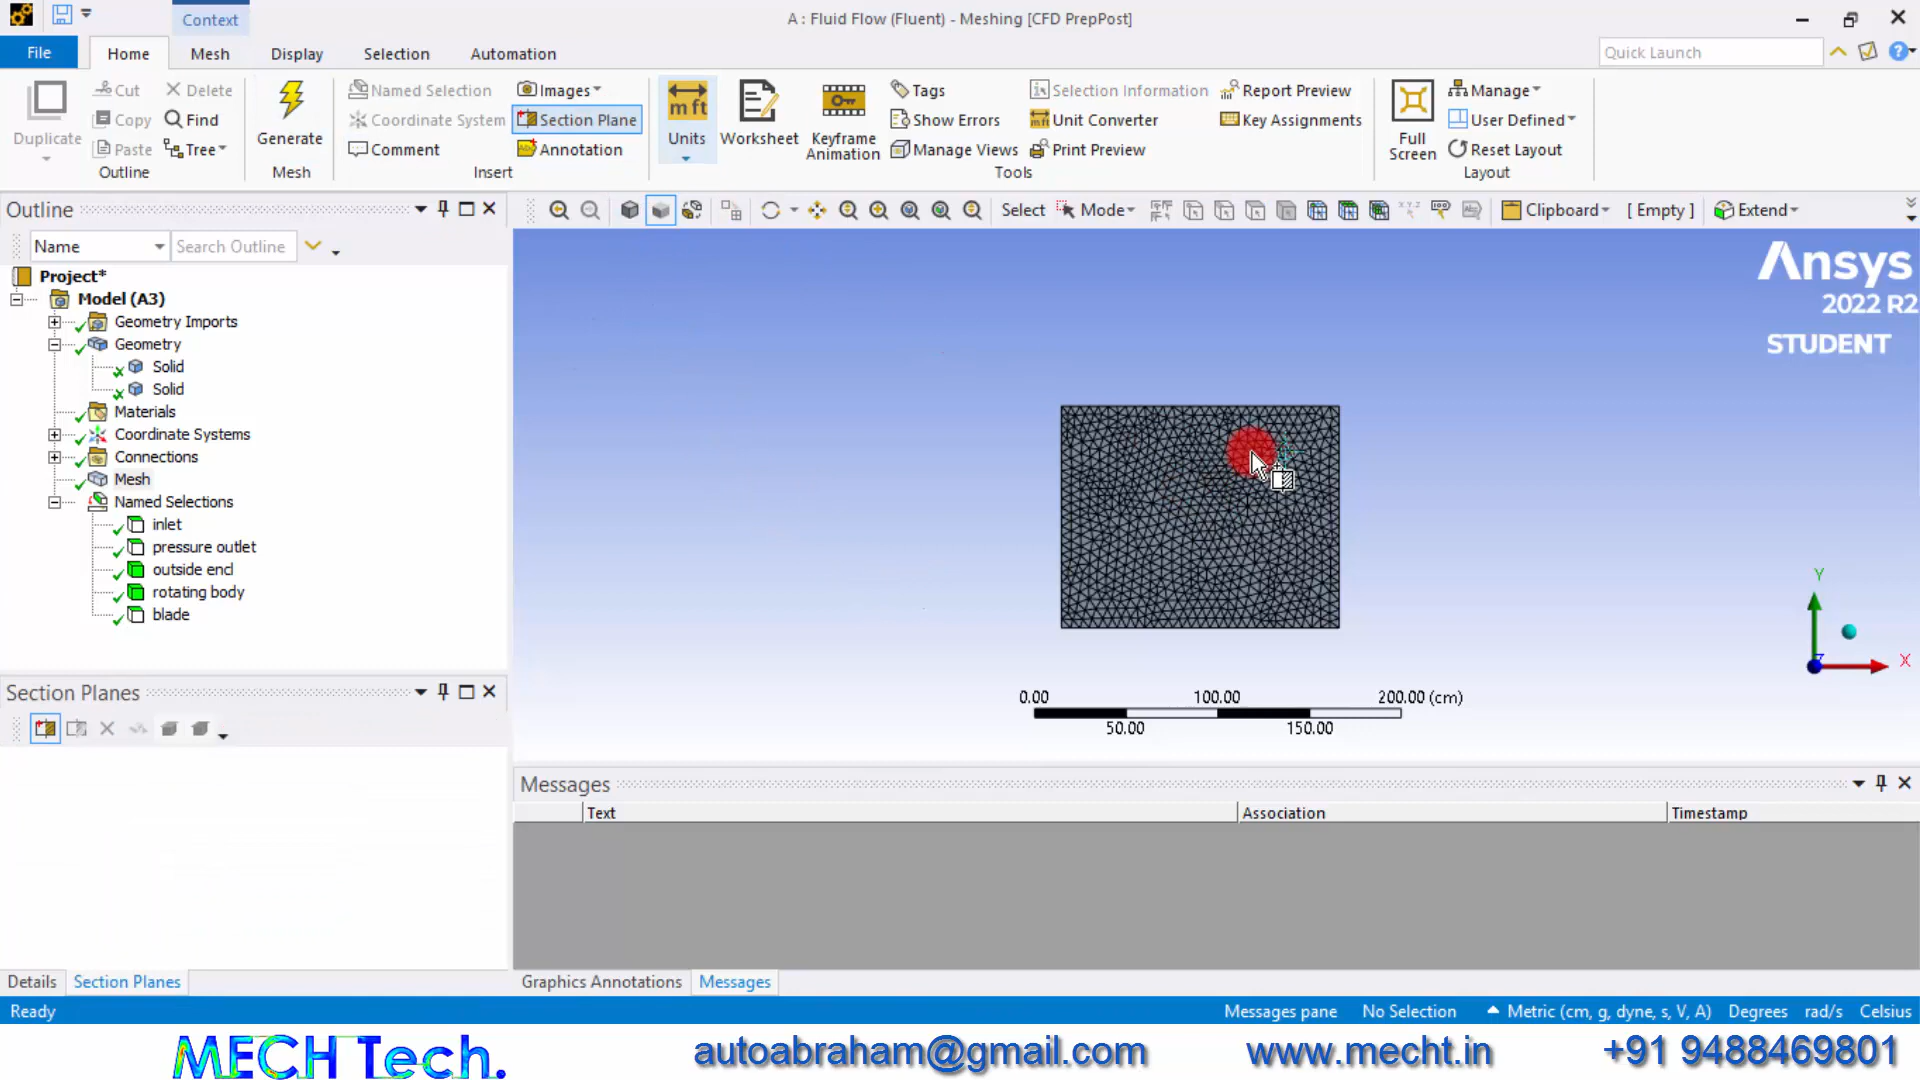 Context
A : Fluid Flow (Fluent) - Meshing [CFD PrepPost]
File
Home
Mesh
Display
Selection
Automation
Quick Launch
Duplicate
Cut
Copy
Paste
Delete
Find
Tree
Outline
Generate
Mesh
Named Selection
Coordinate System
Comment
Images
Section Plane
Annotation
Insert
Units
Worksheet
Keyframe
Animation
Tags
Show Errors
Manage Views
Selection Information
Unit Converter
Print Preview
Report Preview
Key Assignments
Tools
Full
Screen
Manage
User Defined
Reset Layout
Layout
Outline
Name
Search Outline
Select
Mode
Clipboard
[ Empty ]
Extend
Project*
Model (A3)
Geometry Imports
Geometry
Solid
Solid
Materials
Coordinate Systems
Connections
Mesh
Named Selections
inlet
pressure outlet
outside encl
rotating body
blade
Ansys
2022 R2
STUDENT
Y
Z
X
0.00 100.00 200.00 (cm)
50.00 150.00
Section Planes
Messages
Text Association Timestamp
Details
Section Planes
Graphics Annotations
Messages
Ready
Messages pane
No Selection
Metric (cm, g, dyne, s, V, A)
Degrees
rad/s
Celsius
MECH Tech.
autoabraham@gmail.com
www.mecht.in
+91 9488469801